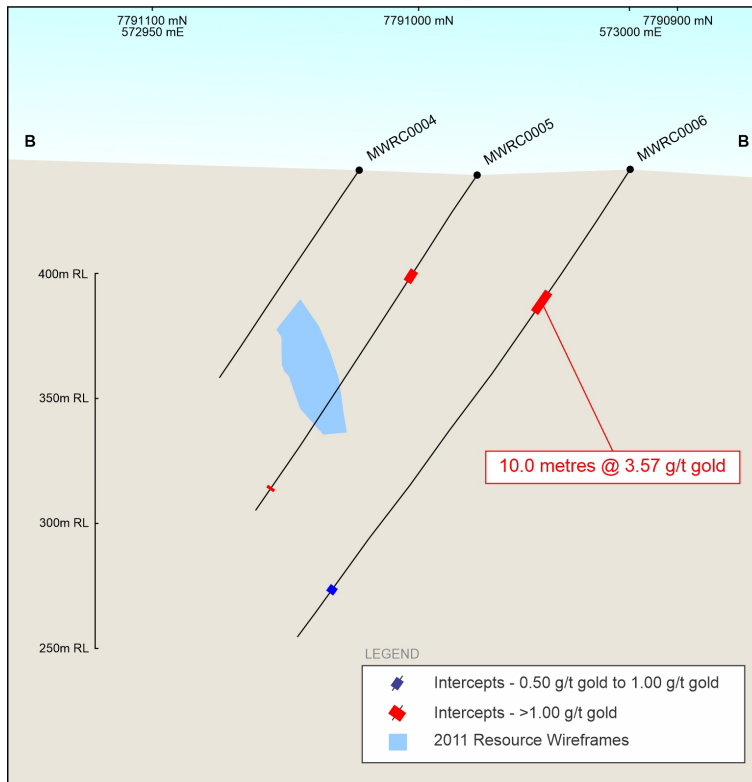 7791100 mN
572950 mE
7791000 mN
573000 mE
7790900 mN
B
B
MWRC0004
MWRC0005
MWRC0006
400m RL
350m RL
300m RL
250m RL
10.0 metres @ 3.57 g/t gold
LEGEND
Intercepts - 0.50 g/t gold to 1.00 g/t gold
Intercepts - >1.00 g/t gold
2011 Resource Wireframes